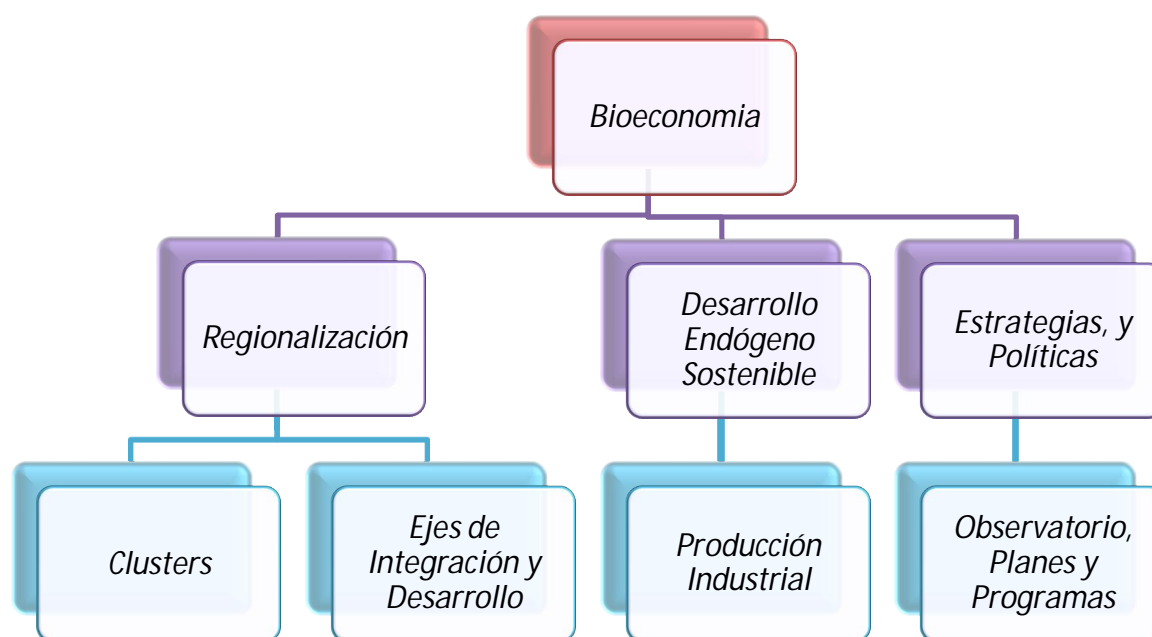 Bioeconomia
Regionalización
Desarrollo
Endógeno
Sostenible
Estrategias, y
Políticas
Clusters
Ejes de
Integración y
Desarrollo
Producción
Industrial
Observatorio,
Planes y
Programas